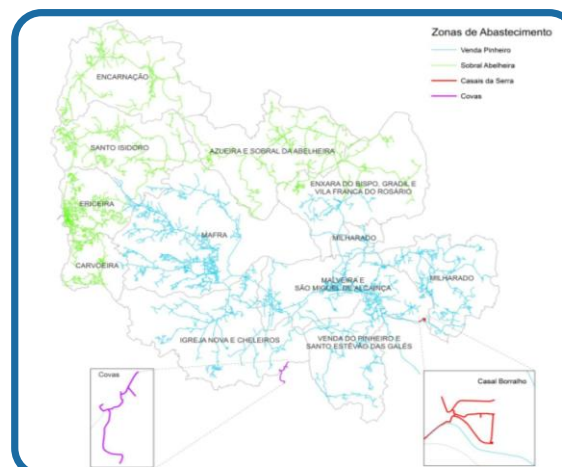 Zonas de Abastecimento
Venda Pinheiro
Sobral Abelheira
Casais da Serra
Covas
ENCARNAÇÃO
SANTO ISIDORO
AZUEIRA E SOBRAL DA ABELHEIRA
ENXARA DO BISPO, GRADIL E
VILA FRANCA DO ROSÁRIO
ERICEIRA
MAFRA
MILHARADO
CARVOEIRA
MALVEIRA E
SÃO MIGUEL DE ALCAINÇA
MILHARADO
IGREJA NOVA E CHELEIROS
VENDA DO PINHEIRO E
SANTO ESTÊVÃO DAS GALÉS
Covas
Casal Borralho